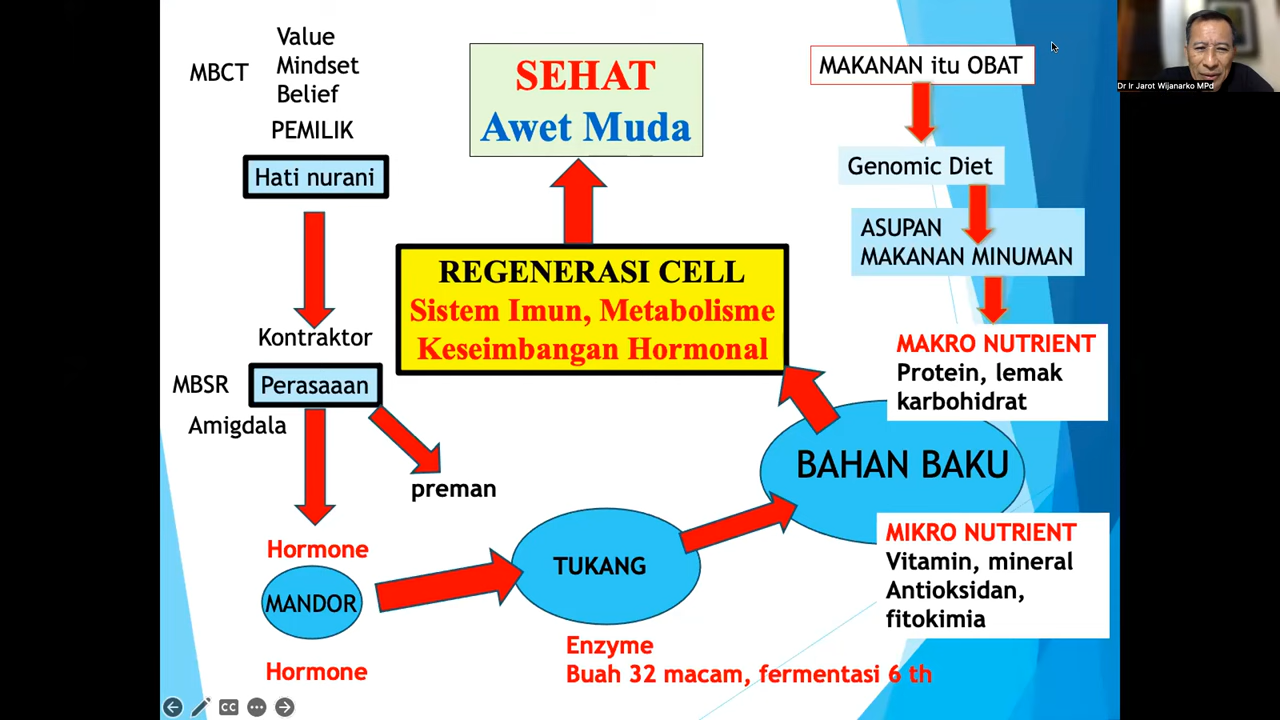 Value
MBCT
Mindset
Belief
PEMILIK
Hati nurani
Kontraktor
MBSR
Perasaaan
Amigdala
preman
Hormone
MANDOR
Hormone
SEHAT
Awet Muda
REGENERASI CELL
Sistem Imun, Metabolisme
Keseimbangan Hormonal
TUKANG
Enzyme
Buah 32 macam, fermentasi 6 th
MAKANAN itu OBAT
Genomic Diet
ASUPAN
MAKANAN MINUMAN
MAKRO NUTRIENT
Protein, lemak
karbohidrat
BAHAN BAKU
MIKRO NUTRIENT
Vitamin, mineral
Antioksidan,
fitokimia
Dr Ir Jarot Wijanarko MPd
CC